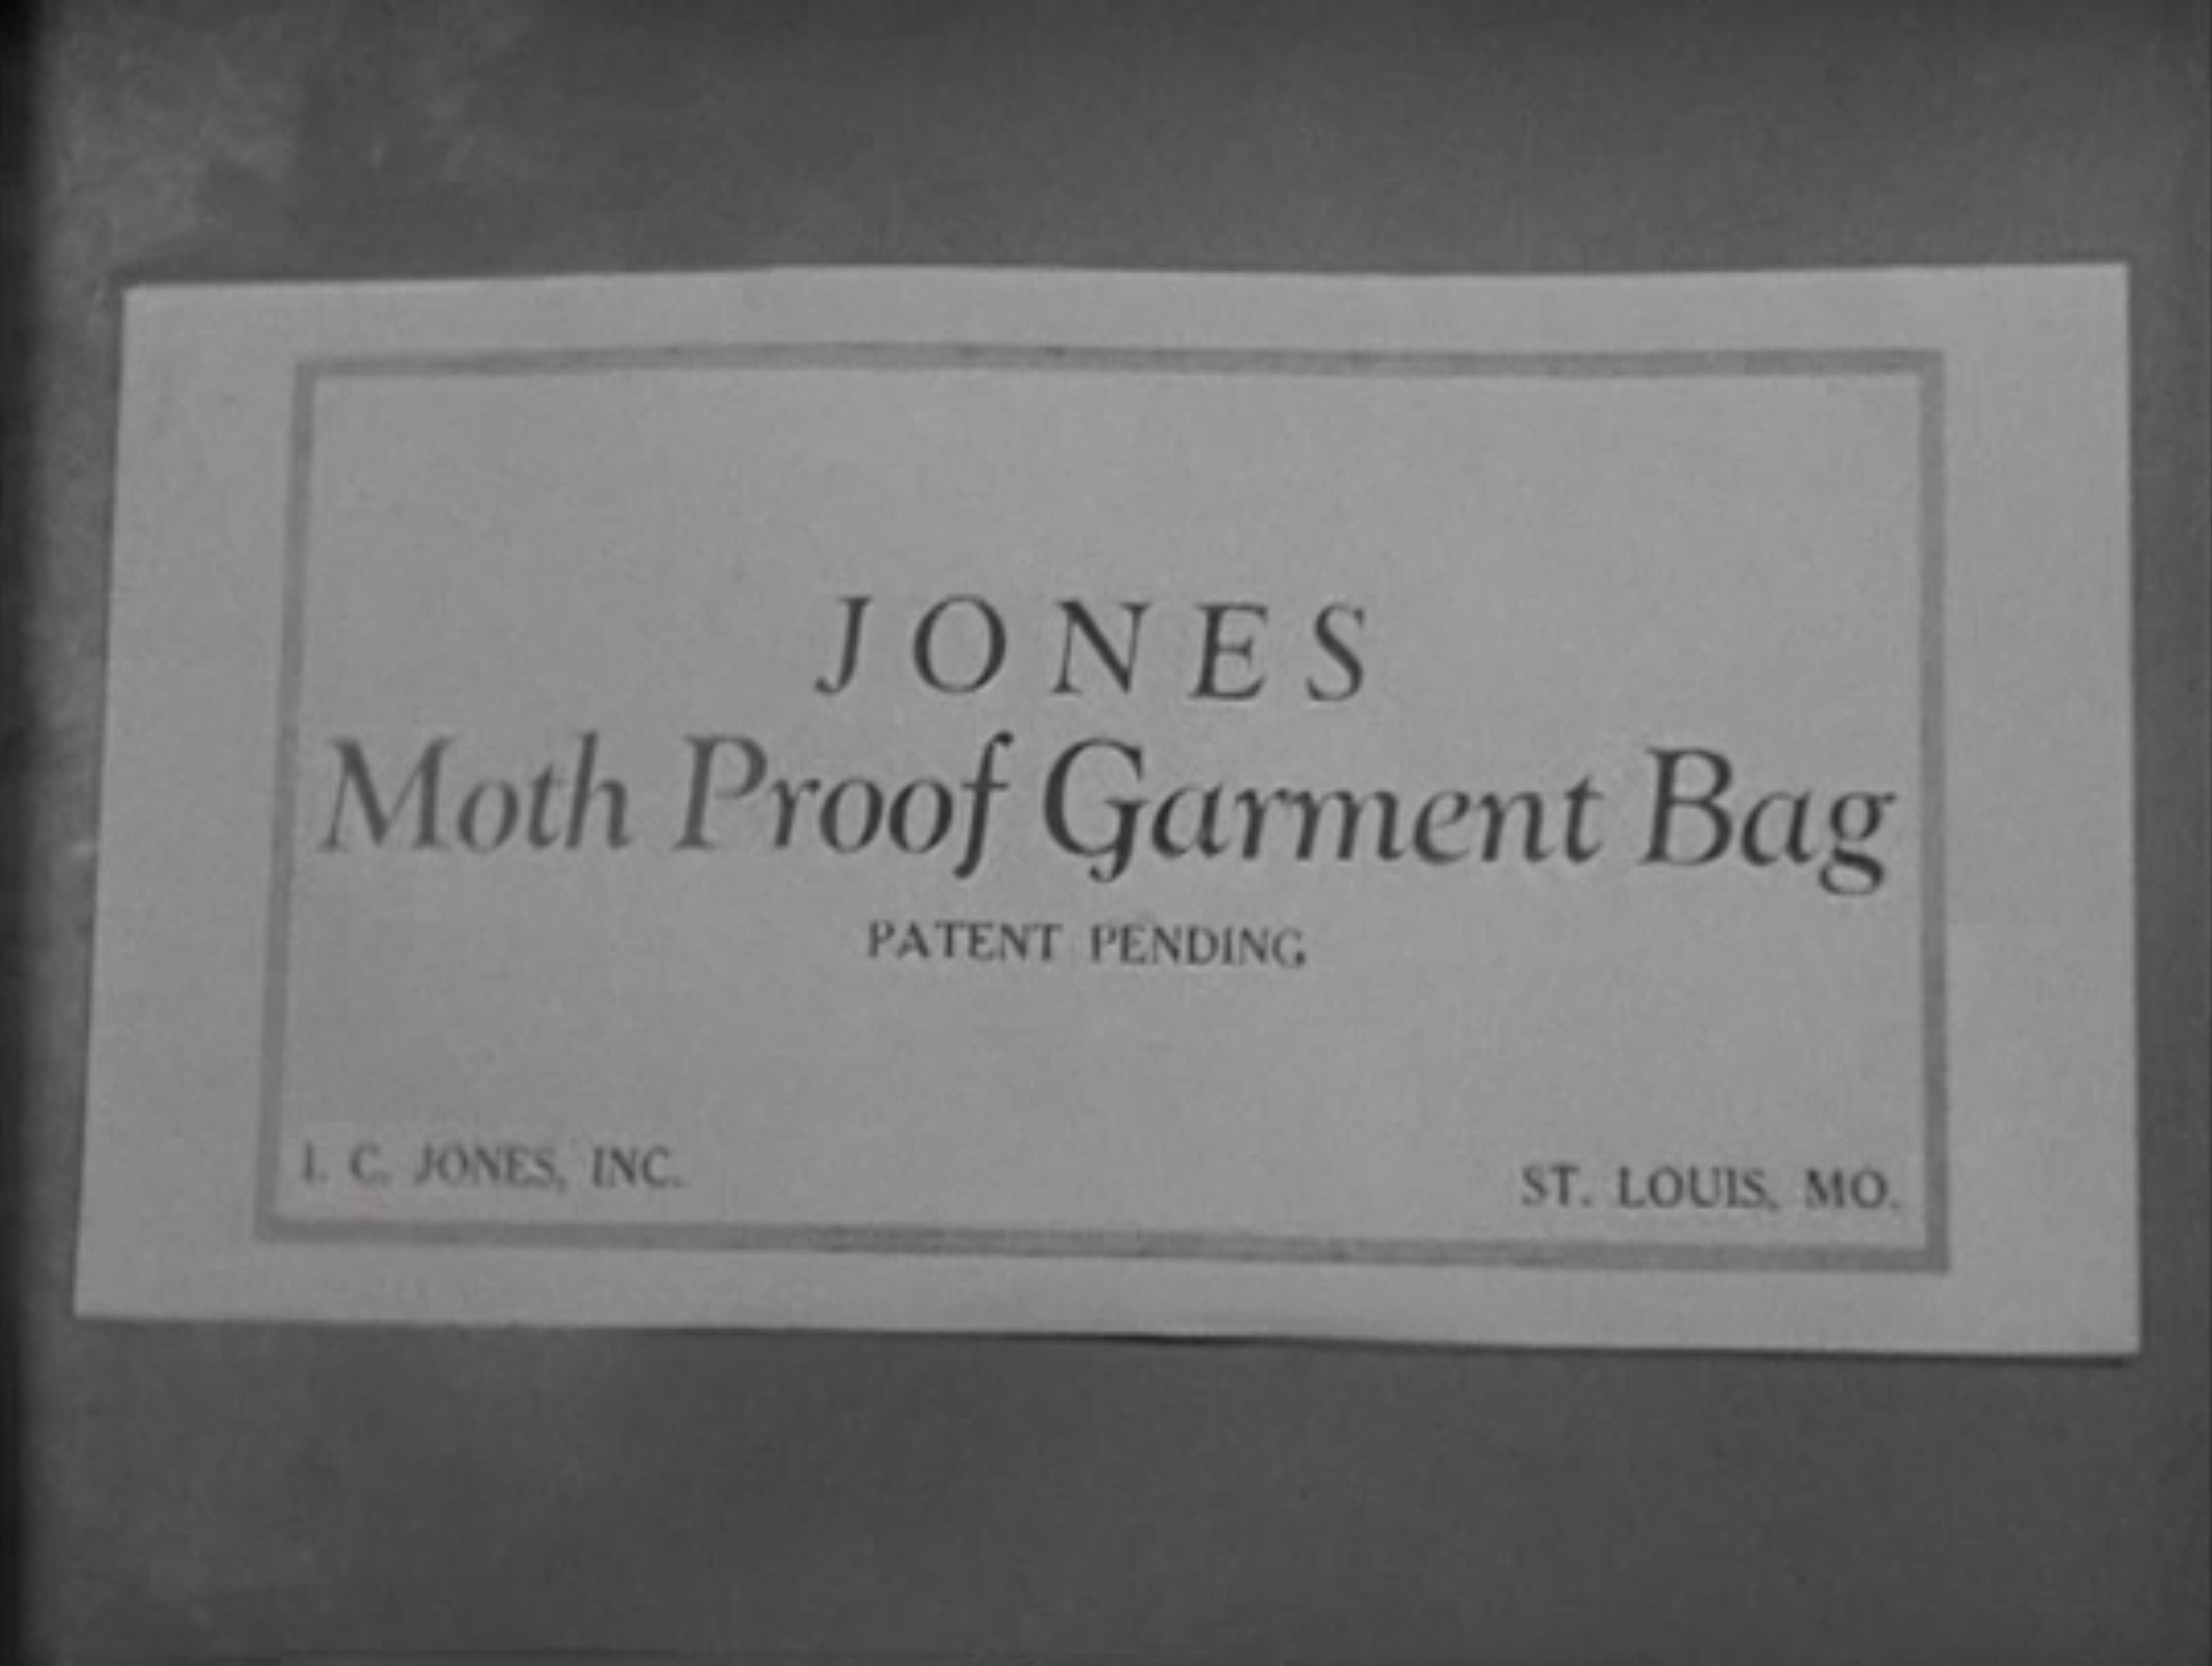 JONES
Moth Proof Garment Bag
PATENT PENDING
I. C. JONES, INC.
ST. LOUIS, MO.